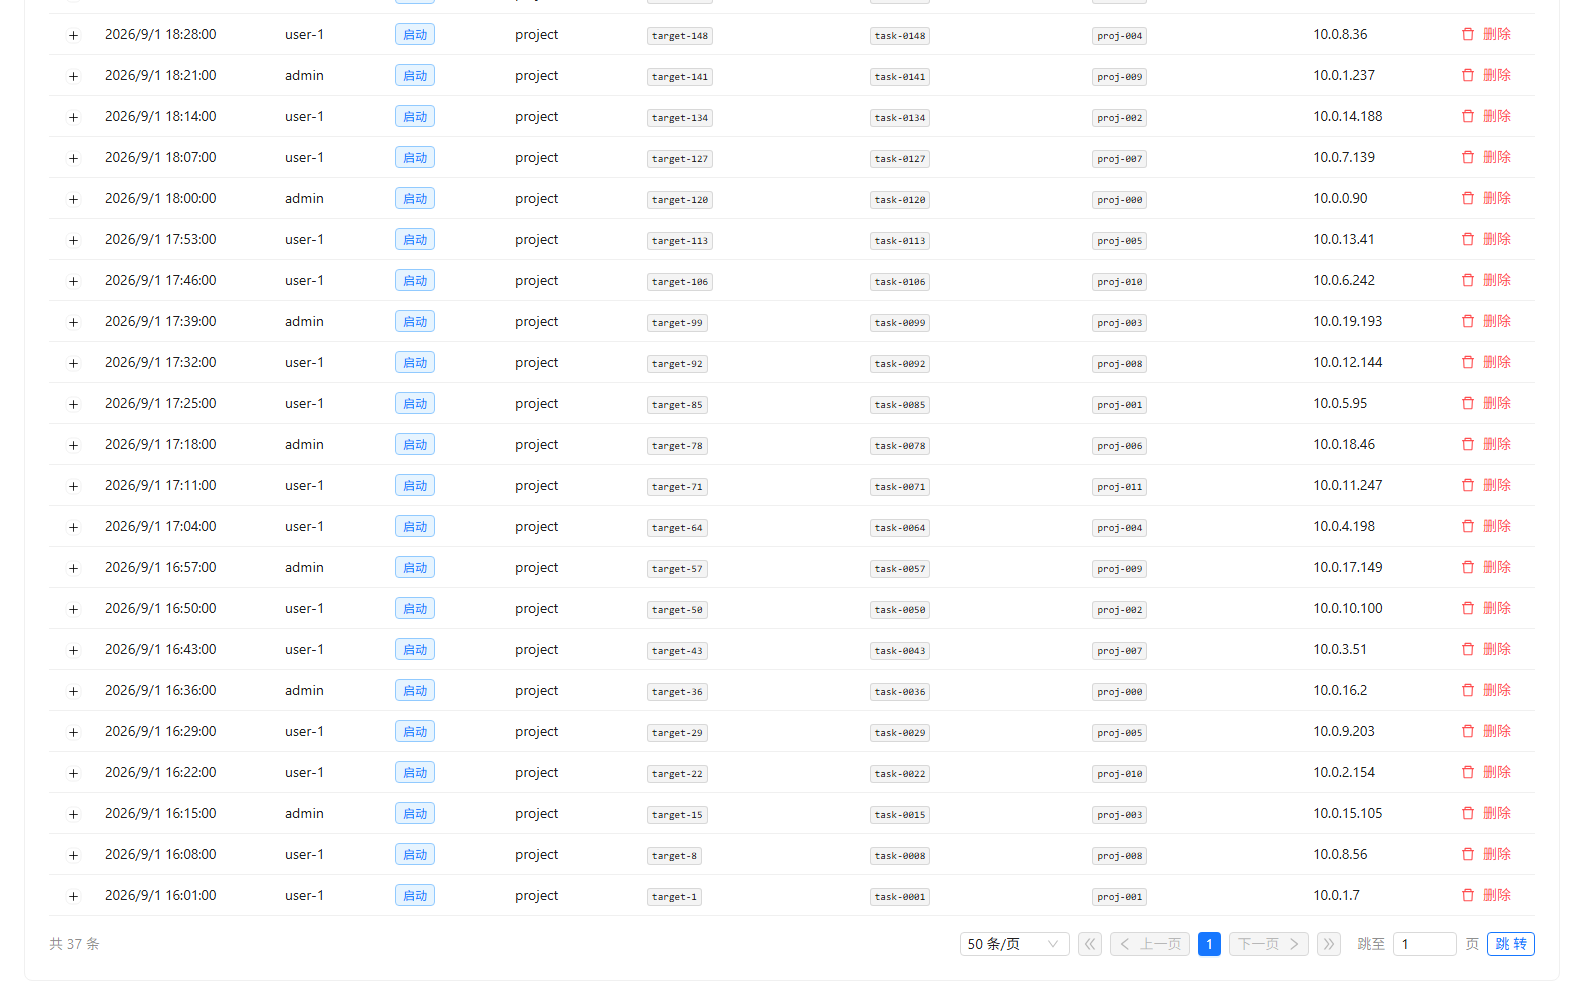 2026/9/1 18:28:00 user-1 启动 project target-148 task-0148 proj-004 10.0.8.36 删除
2026/9/1 18:21:00 admin 启动 project target-141 task-0141 proj-009 10.0.1.237 删除
2026/9/1 18:14:00 user-1 启动 project target-134 task-0134 proj-002 10.0.14.188 删除
2026/9/1 18:07:00 user-1 启动 project target-127 task-0127 proj-007 10.0.7.139 删除
2026/9/1 18:00:00 admin 启动 project target-120 task-0120 proj-000 10.0.0.90 删除
2026/9/1 17:53:00 user-1 启动 project target-113 task-0113 proj-005 10.0.13.41 删除
2026/9/1 17:46:00 user-1 启动 project target-106 task-0106 proj-010 10.0.6.242 删除
2026/9/1 17:39:00 admin 启动 project target-99 task-0099 proj-003 10.0.19.193 删除
2026/9/1 17:32:00 user-1 启动 project target-92 task-0092 proj-008 10.0.12.144 删除
2026/9/1 17:25:00 user-1 启动 project target-85 task-0085 proj-001 10.0.5.95 删除
2026/9/1 17:18:00 admin 启动 project target-78 task-0078 proj-006 10.0.18.46 删除
2026/9/1 17:11:00 user-1 启动 project target-71 task-0071 proj-011 10.0.11.247 删除
2026/9/1 17:04:00 user-1 启动 project target-64 task-0064 proj-004 10.0.4.198 删除
2026/9/1 16:57:00 admin 启动 project target-57 task-0057 proj-009 10.0.17.149 删除
2026/9/1 16:50:00 user-1 启动 project target-50 task-0050 proj-002 10.0.10.100 删除
2026/9/1 16:43:00 user-1 启动 project target-43 task-0043 proj-007 10.0.3.51 删除
2026/9/1 16:36:00 admin 启动 project target-36 task-0036 proj-000 10.0.16.2 删除
2026/9/1 16:29:00 user-1 启动 project target-29 task-0029 proj-005 10.0.9.203 删除
2026/9/1 16:22:00 user-1 启动 project target-22 task-0022 proj-010 10.0.2.154 删除
2026/9/1 16:15:00 admin 启动 project target-15 task-0015 proj-003 10.0.15.105 删除
2026/9/1 16:08:00 user-1 启动 project target-8 task-0008 proj-008 10.0.8.56 删除
2026/9/1 16:01:00 user-1 启动 project target-1 task-0001 proj-001 10.0.1.7 删除
共 37 条 50 条/页 上一页 1 下一页 跳至 1 页 跳 转